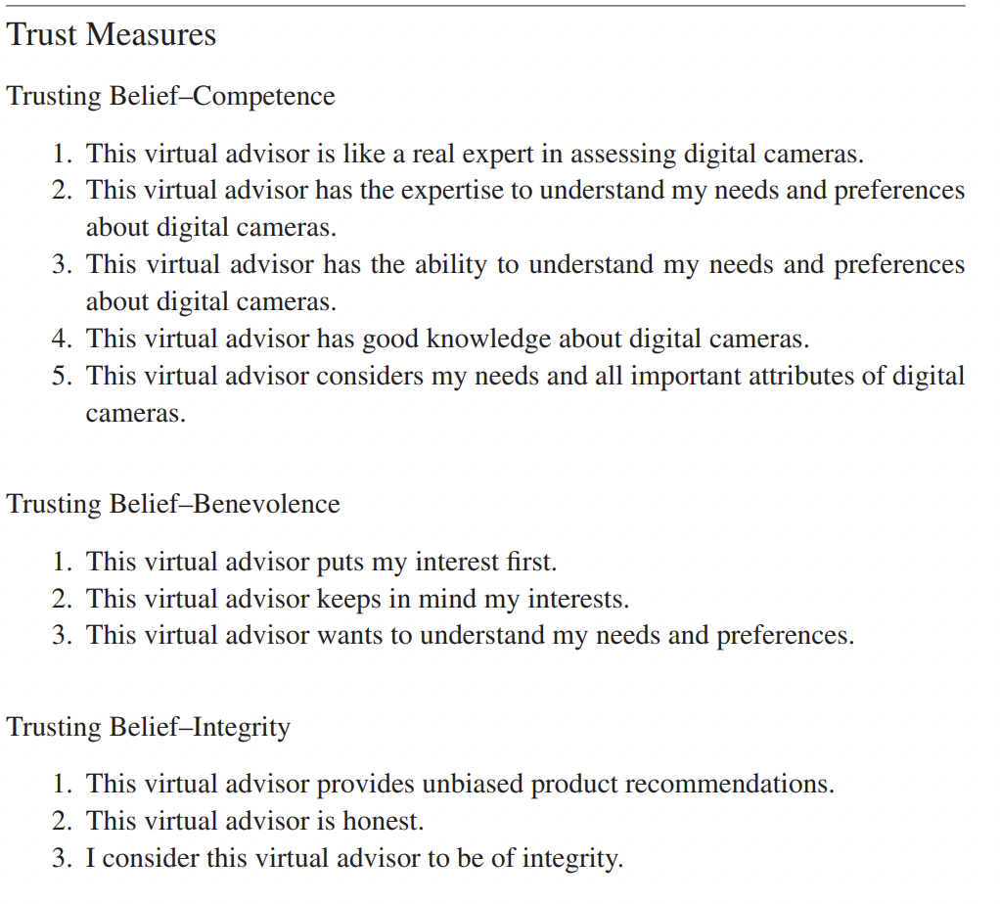 Trust Measures
Trusting Belief–Competence
1. This virtual advisor is like a real expert in assessing digital cameras.
2. This virtual advisor has the expertise to understand my needs and preferences
about digital cameras.
3. This virtual advisor has the ability to understand my needs and preferences
about digital cameras.
4. This virtual advisor has good knowledge about digital cameras.
5. This virtual advisor considers my needs and all important attributes of digital
cameras.
Trusting Belief–Benevolence
1. This virtual advisor puts my interest first.
2. This virtual advisor keeps in mind my interests.
3. This virtual advisor wants to understand my needs and preferences.
Trusting Belief–Integrity
1. This virtual advisor provides unbiased product recommendations.
2. This virtual advisor is honest.
3. I consider this virtual advisor to be of integrity.